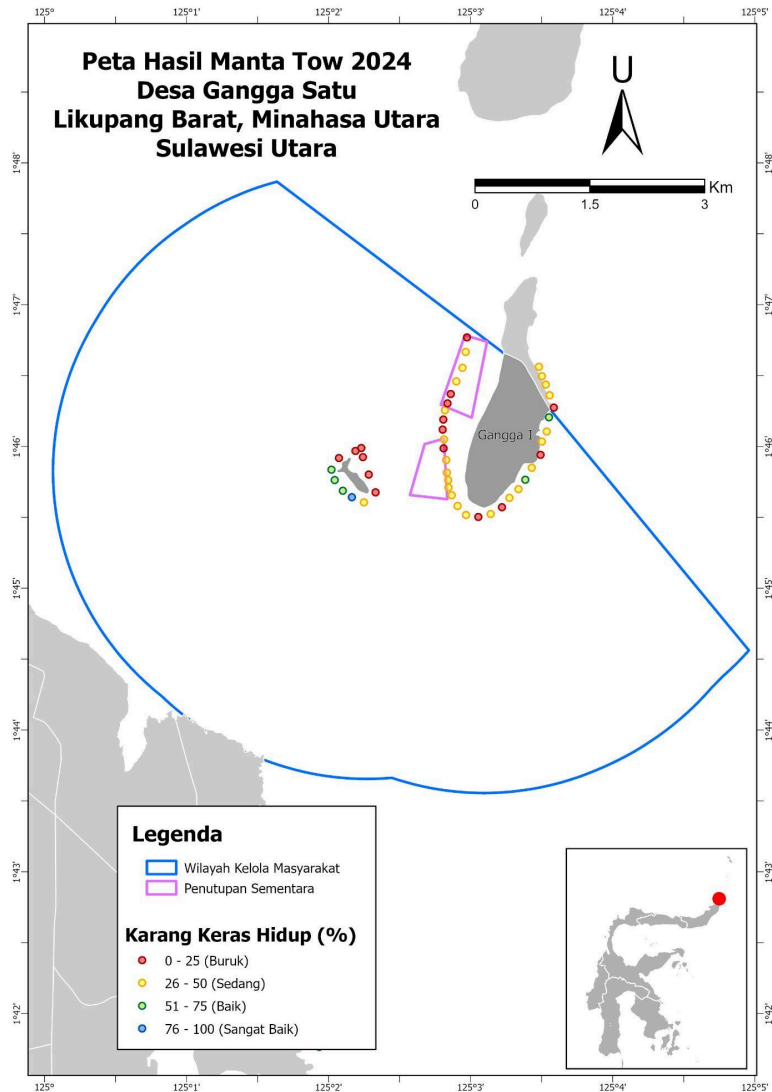 125°
125°1'
125°2'
125°3'
125°4'
125°5'
Peta Hasil Manta Tow 2024
Desa Gangga Satu
Likupang Barat, Minahasa Utara
Sulawesi Utara
U
Km
0
1.5
3
1°48'
1°48'
1°47'
1°47'
1°46'
1°46'
Gangga I
1°45'
1°45'
1°44'
1°44'
Legenda
Wilayah Kelola Masyarakat
Penutupan Sementara
Karang Keras Hidup (%)
0 - 25 (Buruk)
26 - 50 (Sedang)
51 - 75 (Baik)
76 - 100 (Sangat Baik)
1°43'
1°43'
1°42'
1°42'
125°
125°1'
125°2'
125°3'
125°4'
125°5'